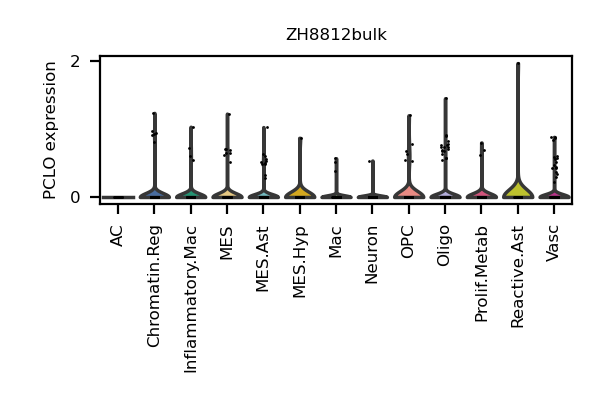 ZH8812bulk
PCLO expression
2
0
AC
Chromatin.Reg
Inflammatory.Mac
MES
MES.Ast
MES.Hyp
Mac
Neuron
OPC
Oligo
Prolif.Metab
Reactive.Ast
Vasc